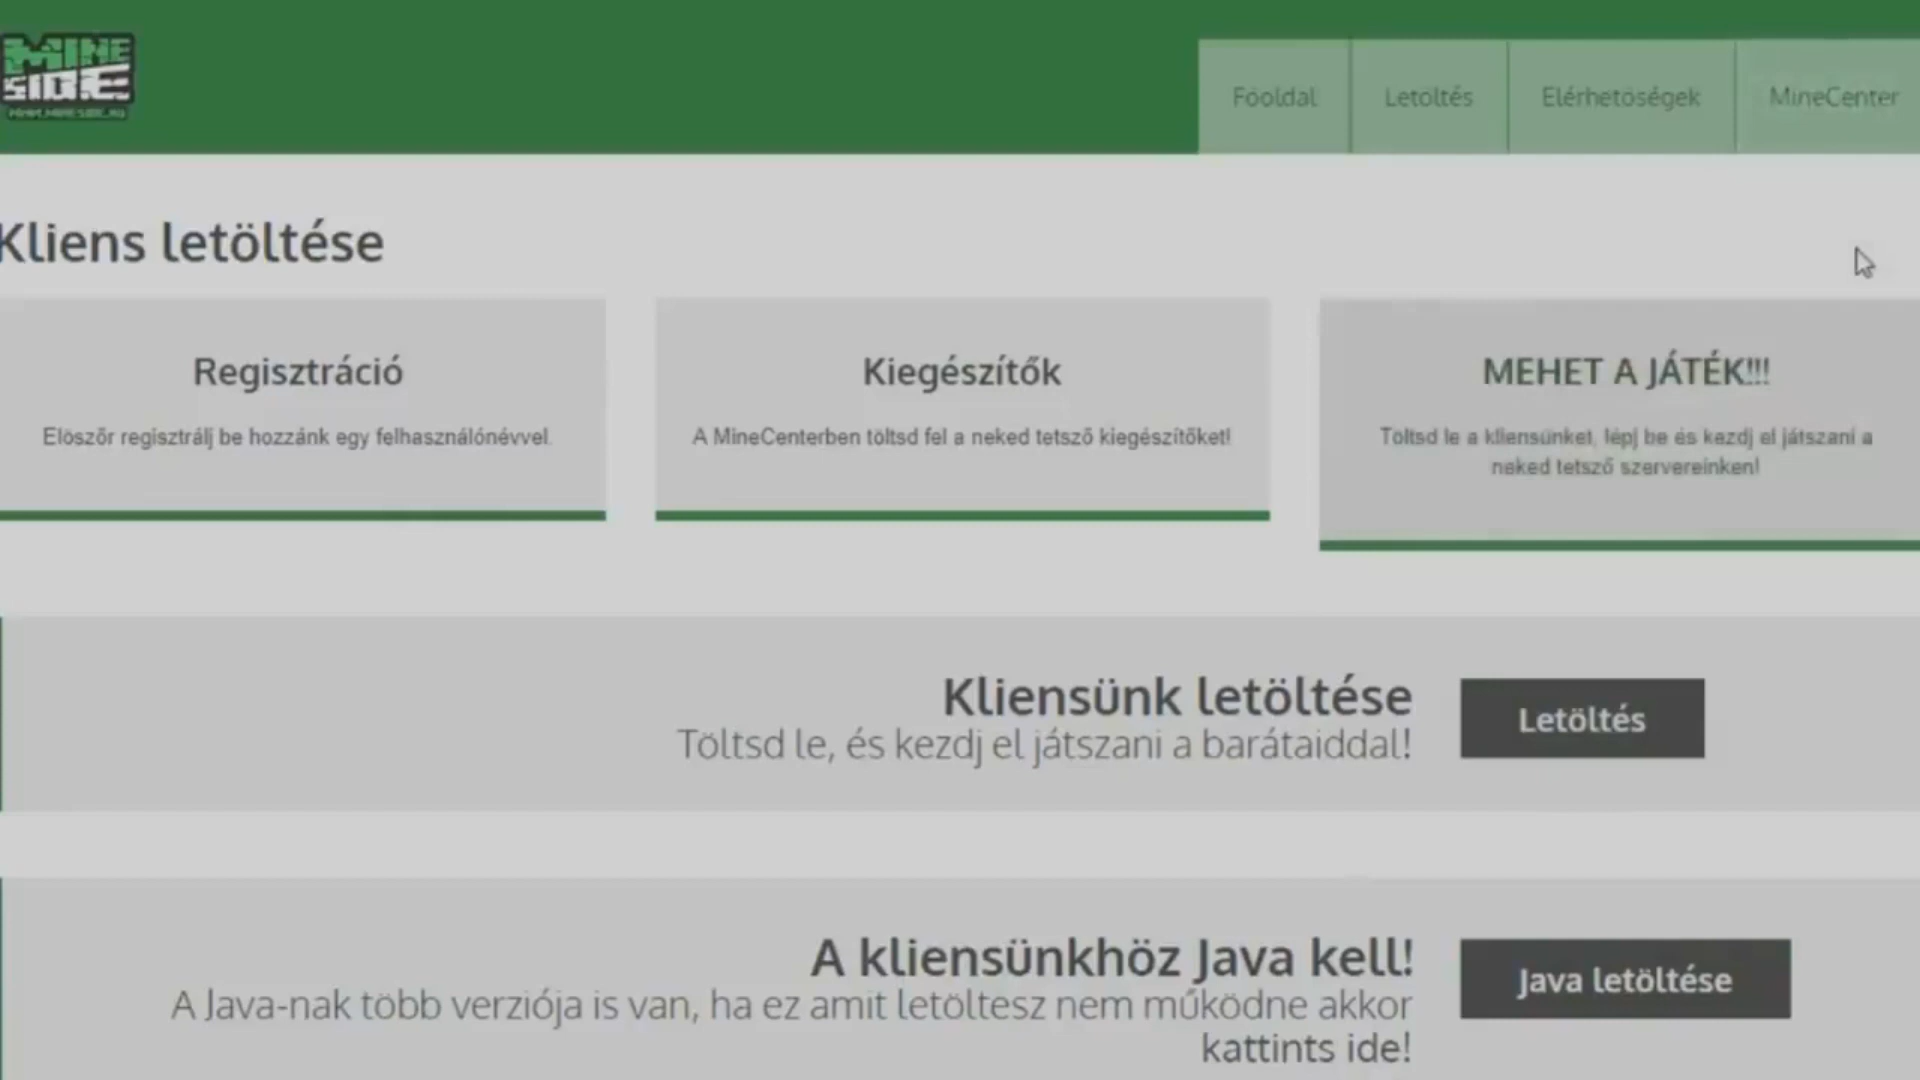 MINE
SIDE
Fooldal
Letöltés
Elérhetöségek
MineCenter
Kliens letöltése
Regisztráció
Elöször regisztrálj be hozzánk egy felhasználónévvel.
Kiegészítők
A MineCenterben töltsd fel a neked tetsző kiegészítőket!
MEHET A JÁTÉK!!!
Töltsd le a kliensünket, lépj be és kezdj el játszani a
neked tetsző szervereinken!
Kliensünk letöltése
Töltsd le, és kezdj el játszani a barátaiddal!
Letöltés
A kliensünkhöz Java kell!
A Java-nak több verziója is van, ha ez amit letöltesz nem működne akkor
kattints ide!
Java letöltése